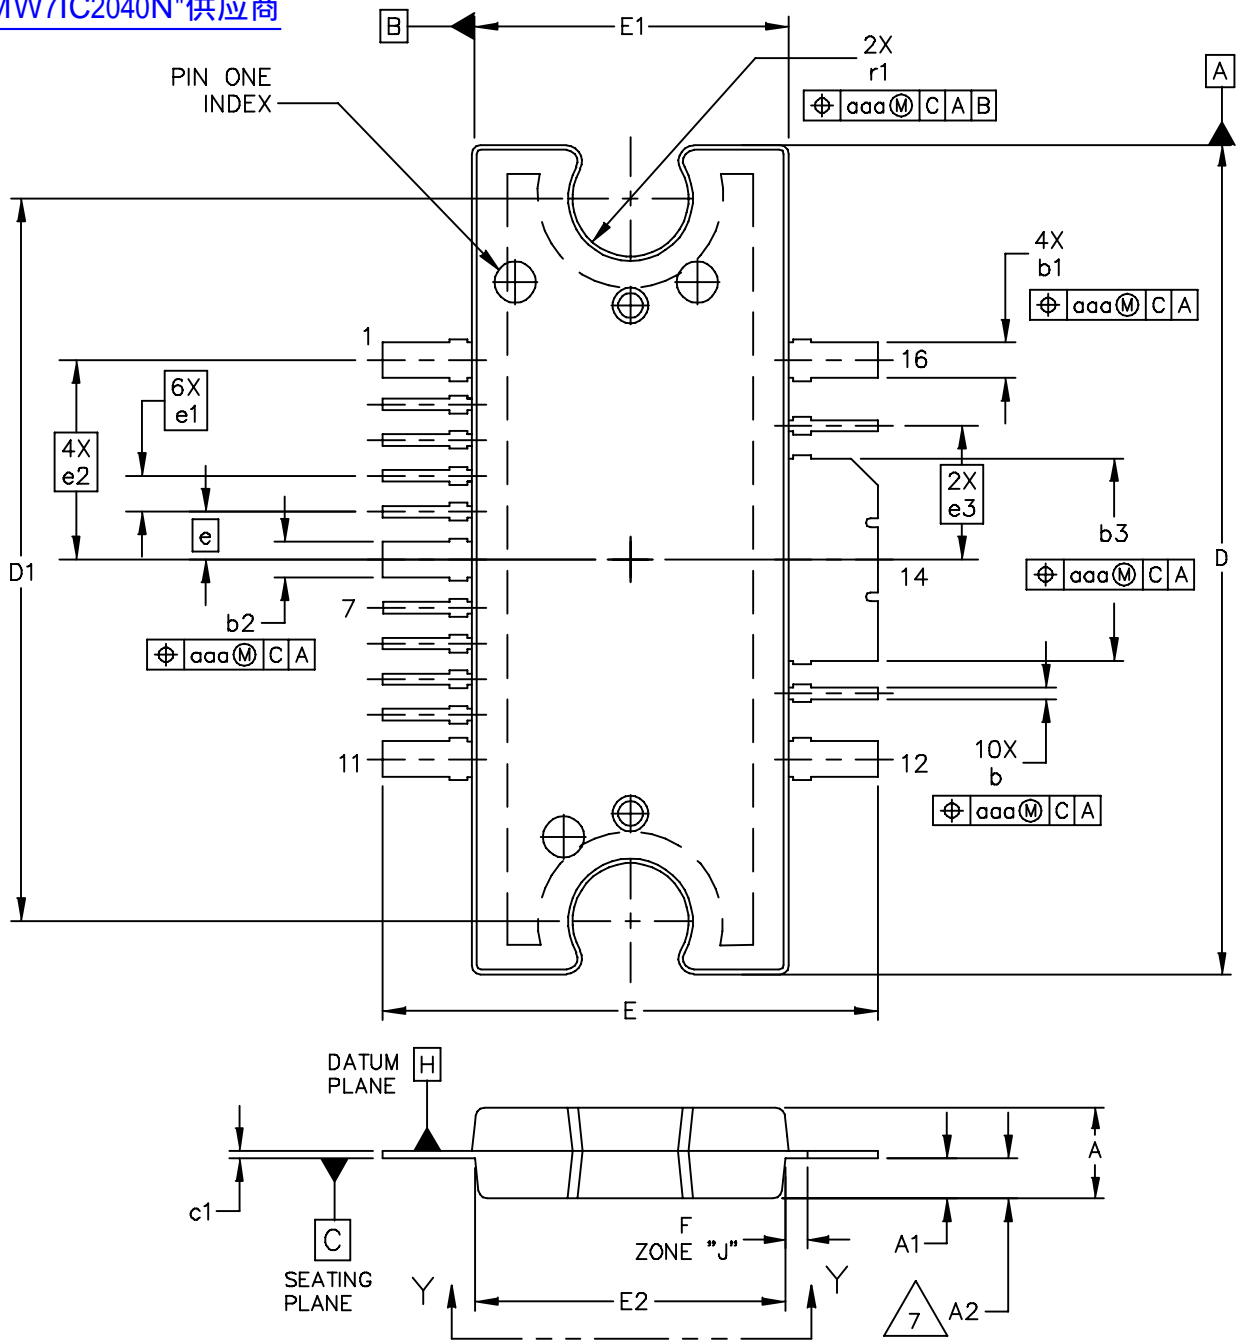 MW7IC2040N"供应商
B
E1
2X
r1
⌖ aaa Ⓜ C A B
A
PIN ONE
INDEX
4X
b1
⌖ aaa Ⓜ C A
1
16
6X
e1
4X
e2
2X
e3
e
b3
⌖ aaa Ⓜ C A
D1
D
14
7
b2
⌖ aaa Ⓜ C A
11
12
10X
b
⌖ aaa Ⓜ C A
E
DATUM
PLANE
H
A
c1
C
SEATING
PLANE
F
ZONE "J"
A1
Y
Y
E2
7
A2